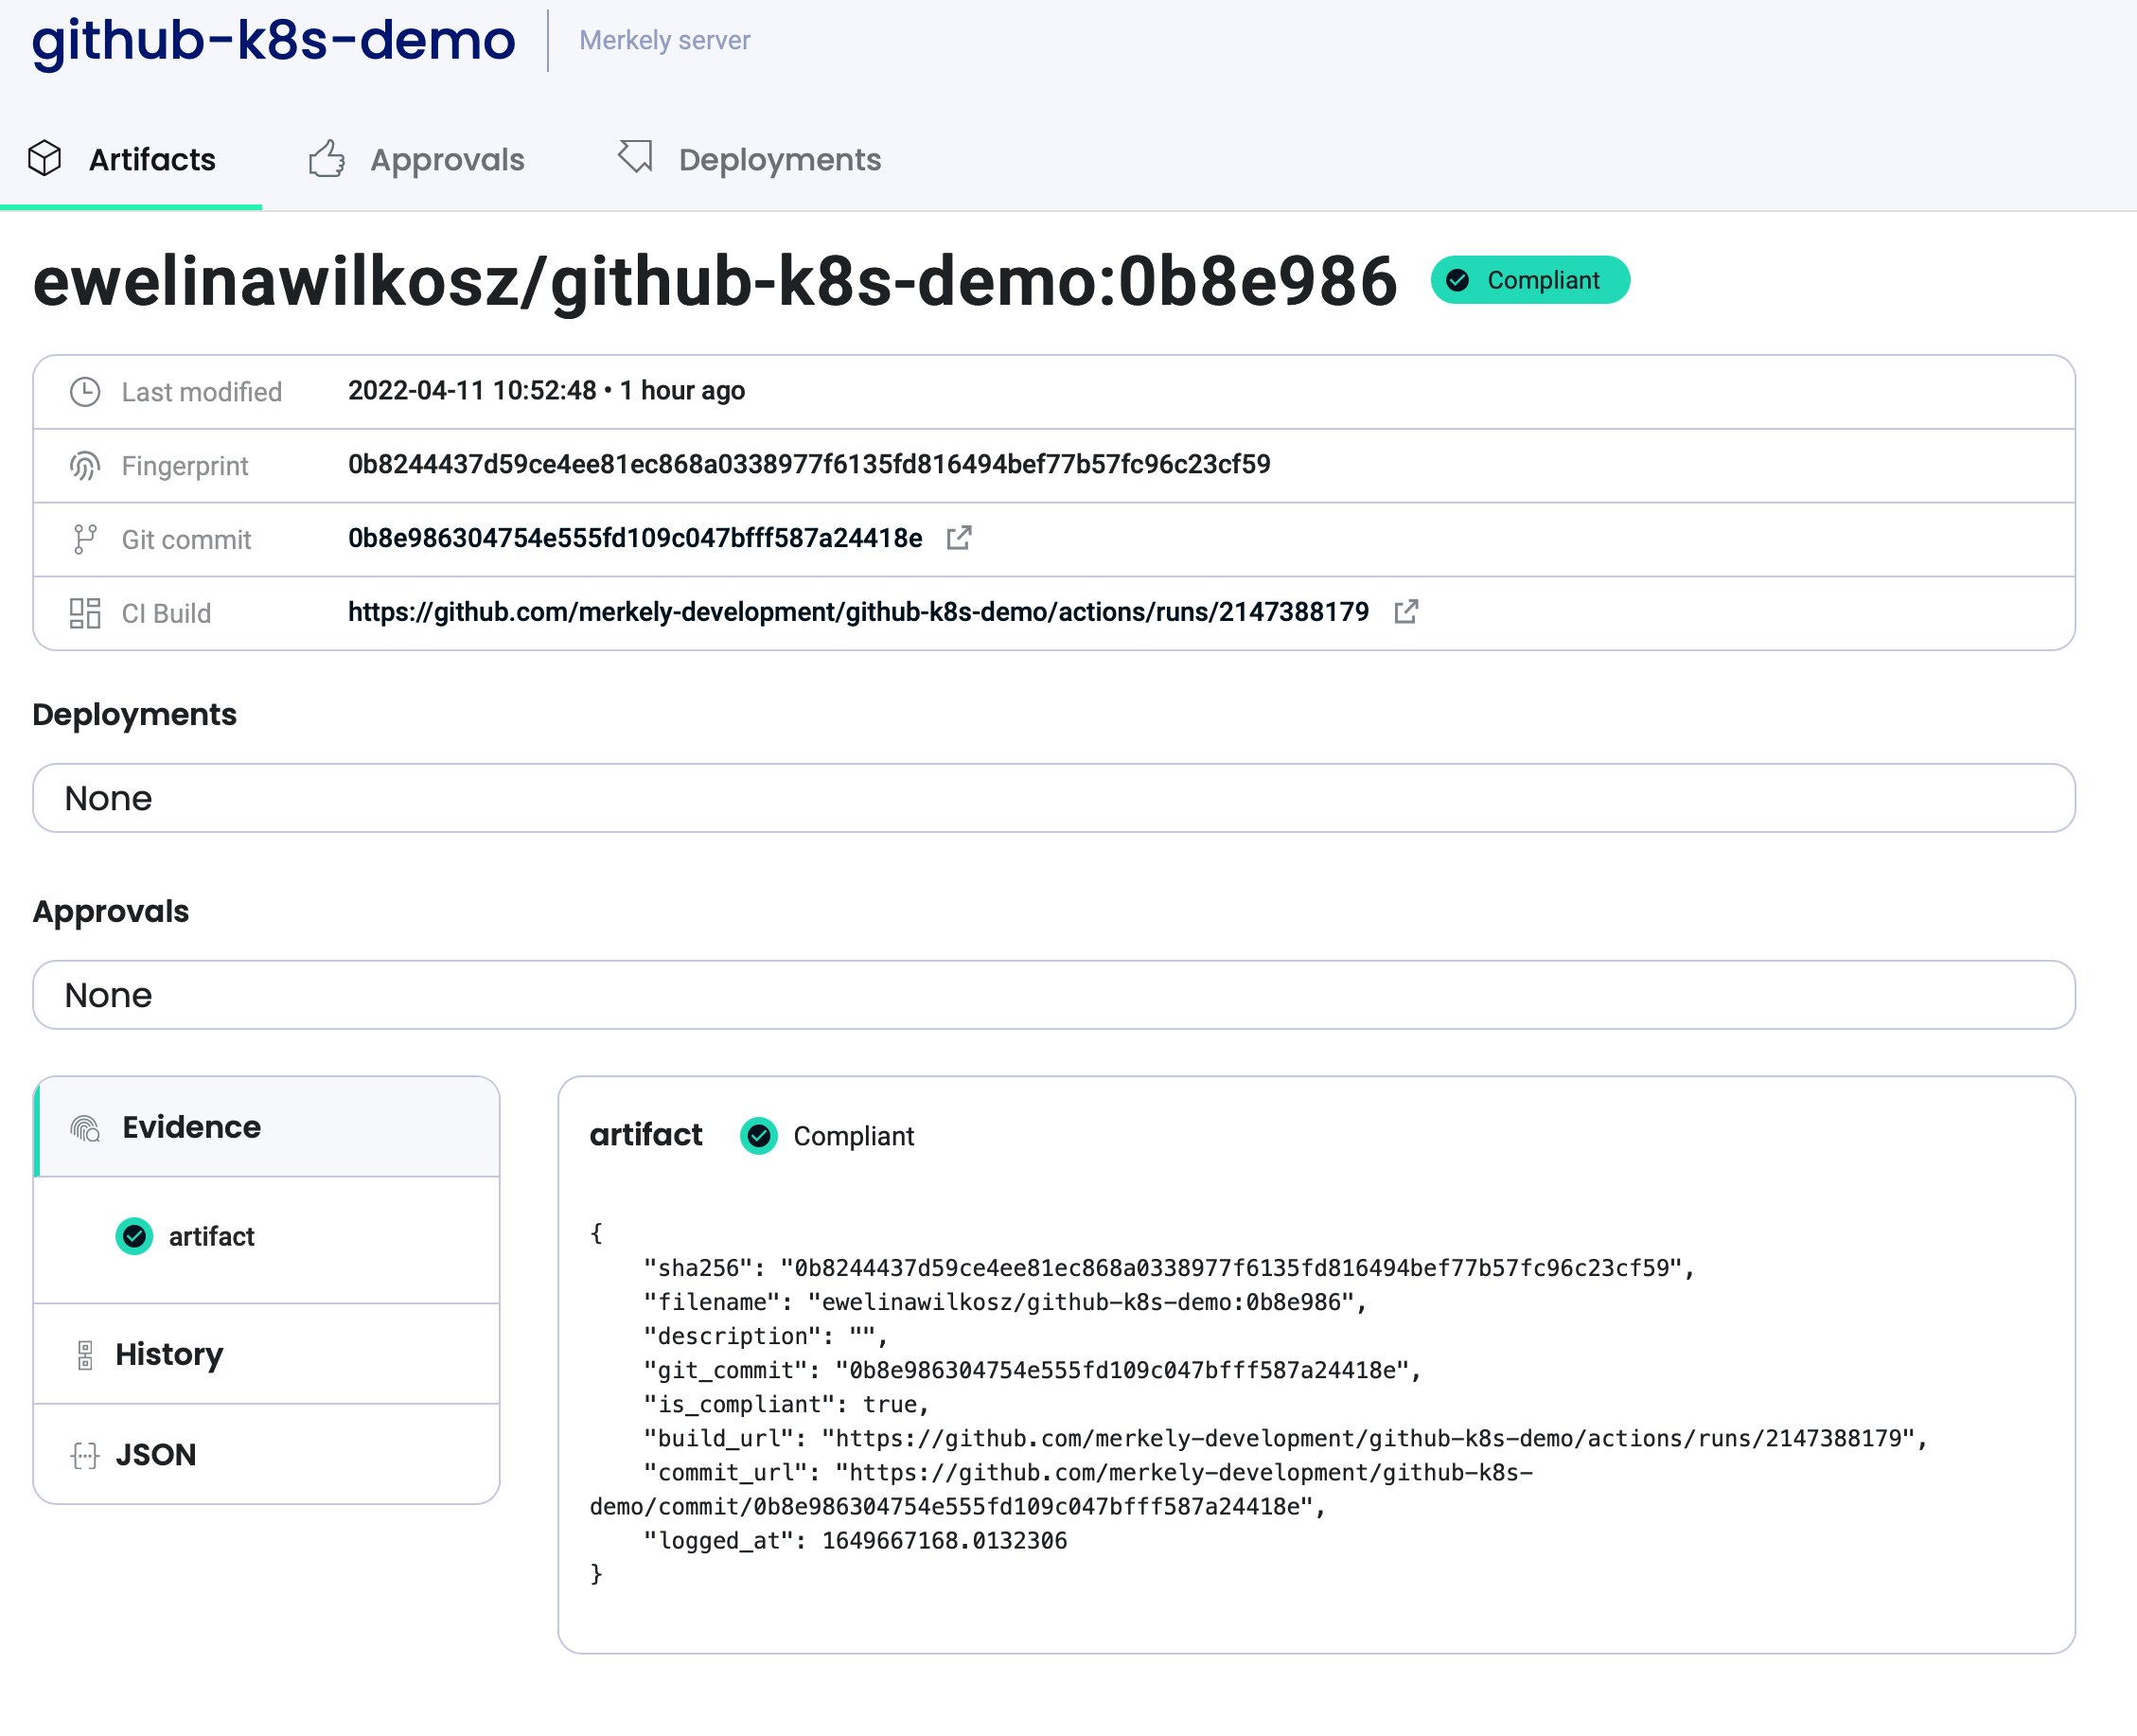 github-k8s-demo
Merkely server
Artifacts
Approvals
Deployments
ewelinawilkosz/github-k8s-demo:0b8e986
Compliant
Last modified 2022-04-11 10:52:48 • 1 hour ago
Fingerprint 0b8244437d59ce4ee81ec868a0338977f6135fd816494bef77b57fc96c23cf59
Git commit 0b8e986304754e555fd109c047bfff587a24418e
CI Build https://github.com/merkely-development/github-k8s-demo/actions/runs/2147388179
Deployments
None
Approvals
None
Evidence
artifact
History
JSON
artifact Compliant
{
    "sha256": "0b8244437d59ce4ee81ec868a0338977f6135fd816494bef77b57fc96c23cf59",
    "filename": "ewelinawilkosz/github-k8s-demo:0b8e986",
    "description": "",
    "git_commit": "0b8e986304754e555fd109c047bfff587a24418e",
    "is_compliant": true,
    "build_url": "https://github.com/merkely-development/github-k8s-demo/actions/runs/2147388179",
    "commit_url": "https://github.com/merkely-development/github-k8s-
demo/commit/0b8e986304754e555fd109c047bfff587a24418e",
    "logged_at": 1649667168.0132306
}